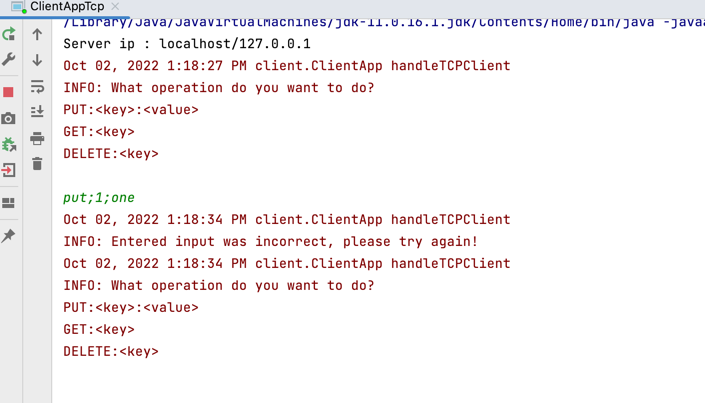 ClientAppTcp
/Library/Java/JavaVirtualMachines/jdk-11.0.16.1.jdk/Contents/Home/bin/java -java
Server ip : localhost/127.0.0.1
Oct 02, 2022 1:18:27 PM client.ClientApp handleTCPClient
INFO: What operation do you want to do?
PUT:<key>:<value>
GET:<key>
DELETE:<key>
put;1;one
Oct 02, 2022 1:18:34 PM client.ClientApp handleTCPClient
INFO: Entered input was incorrect, please try again!
Oct 02, 2022 1:18:34 PM client.ClientApp handleTCPClient
INFO: What operation do you want to do?
PUT:<key>:<value>
GET:<key>
DELETE:<key>